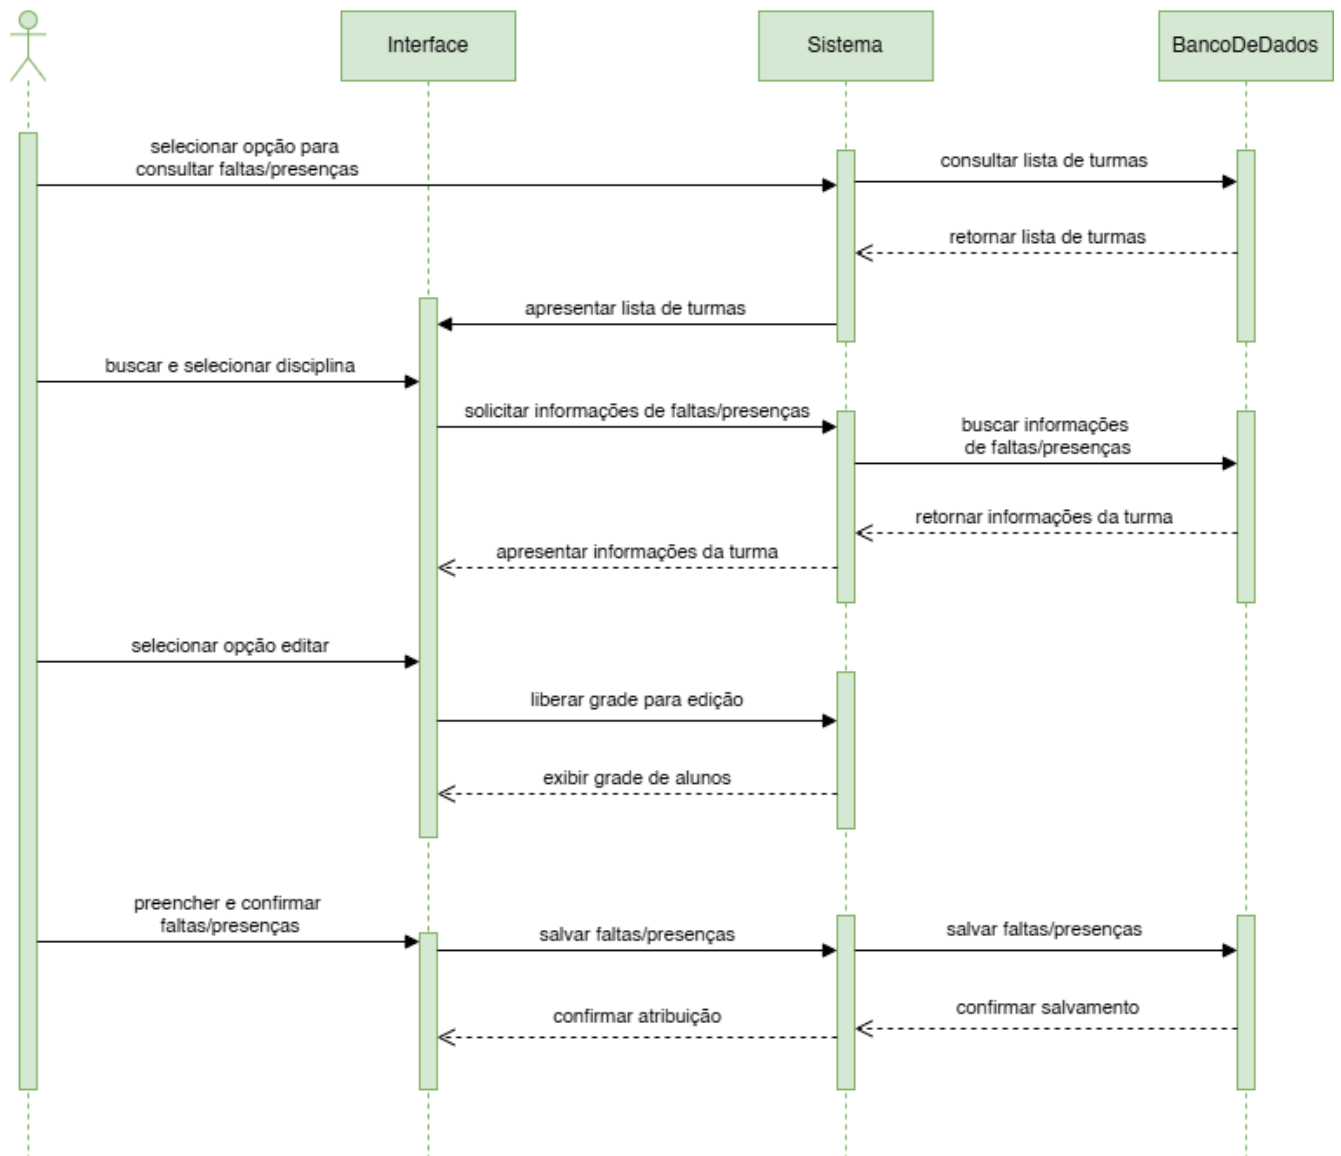 Interface
Sistema
BancoDeDados
selecionar opção para
consultar faltas/presenças
consultar lista de turmas
retornar lista de turmas
apresentar lista de turmas
buscar e selecionar disciplina
solicitar informações de faltas/presenças
buscar informações
de faltas/presenças
retornar informações da turma
apresentar informações da turma
selecionar opção editar
liberar grade para edição
exibir grade de alunos
preencher e confirmar
faltas/presenças
salvar faltas/presenças
salvar faltas/presenças
confirmar salvamento
confirmar atribuição